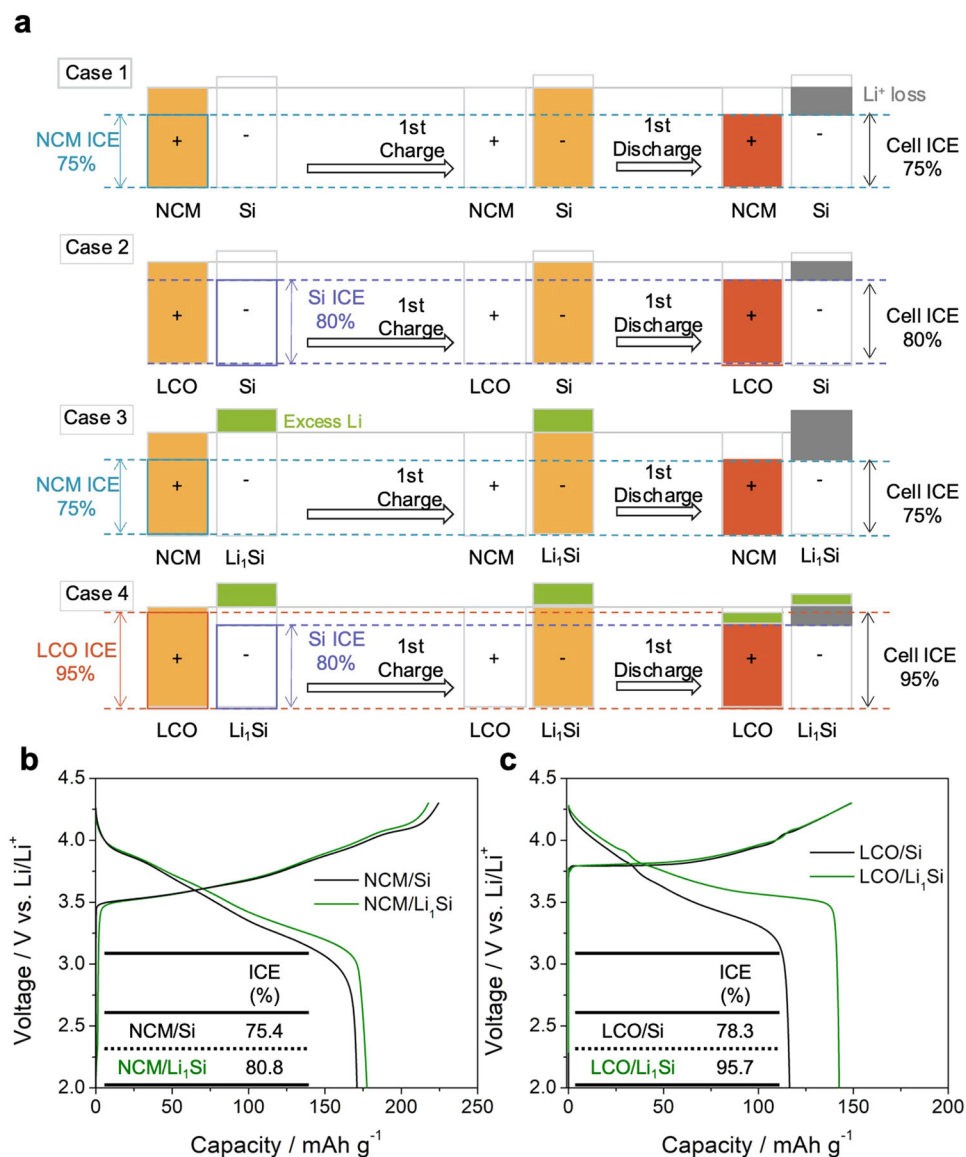 a
Case 1
Li⁺ loss
NCM ICE
75%
+
-
1st
Charge
+
-
1st
Discharge
+
-
Cell ICE
75%
NCM
Si
NCM
Si
NCM
Si
Case 2
+
-
Si ICE
80%
1st
Charge
+
-
1st
Discharge
+
-
Cell ICE
80%
LCO
Si
LCO
Si
LCO
Si
Case 3
Excess Li
NCM ICE
75%
+
-
1st
Charge
+
-
1st
Discharge
+
-
Cell ICE
75%
NCM
Li₁Si
NCM
Li₁Si
NCM
Li₁Si
Case 4
LCO ICE
95%
+
-
Si ICE
80%
1st
Charge
+
-
1st
Discharge
+
-
Cell ICE
95%
LCO
Li₁Si
LCO
Li₁Si
LCO
Li₁Si
b
4.5
4.0
3.5
3.0
2.5
2.0
Voltage / V vs. Li/Li⁺
NCM/Si
NCM/Li₁Si
ICE
(%)
NCM/Si 75.4
NCM/Li₁Si 80.8
0 50 100 150 200 250
Capacity / mAh g⁻¹
c
4.5
4.0
3.5
3.0
2.5
2.0
Voltage / V vs. Li/Li⁺
LCO/Si
LCO/Li₁Si
ICE
(%)
LCO/Si 78.3
LCO/Li₁Si 95.7
0 50 100 150 200
Capacity / mAh g⁻¹